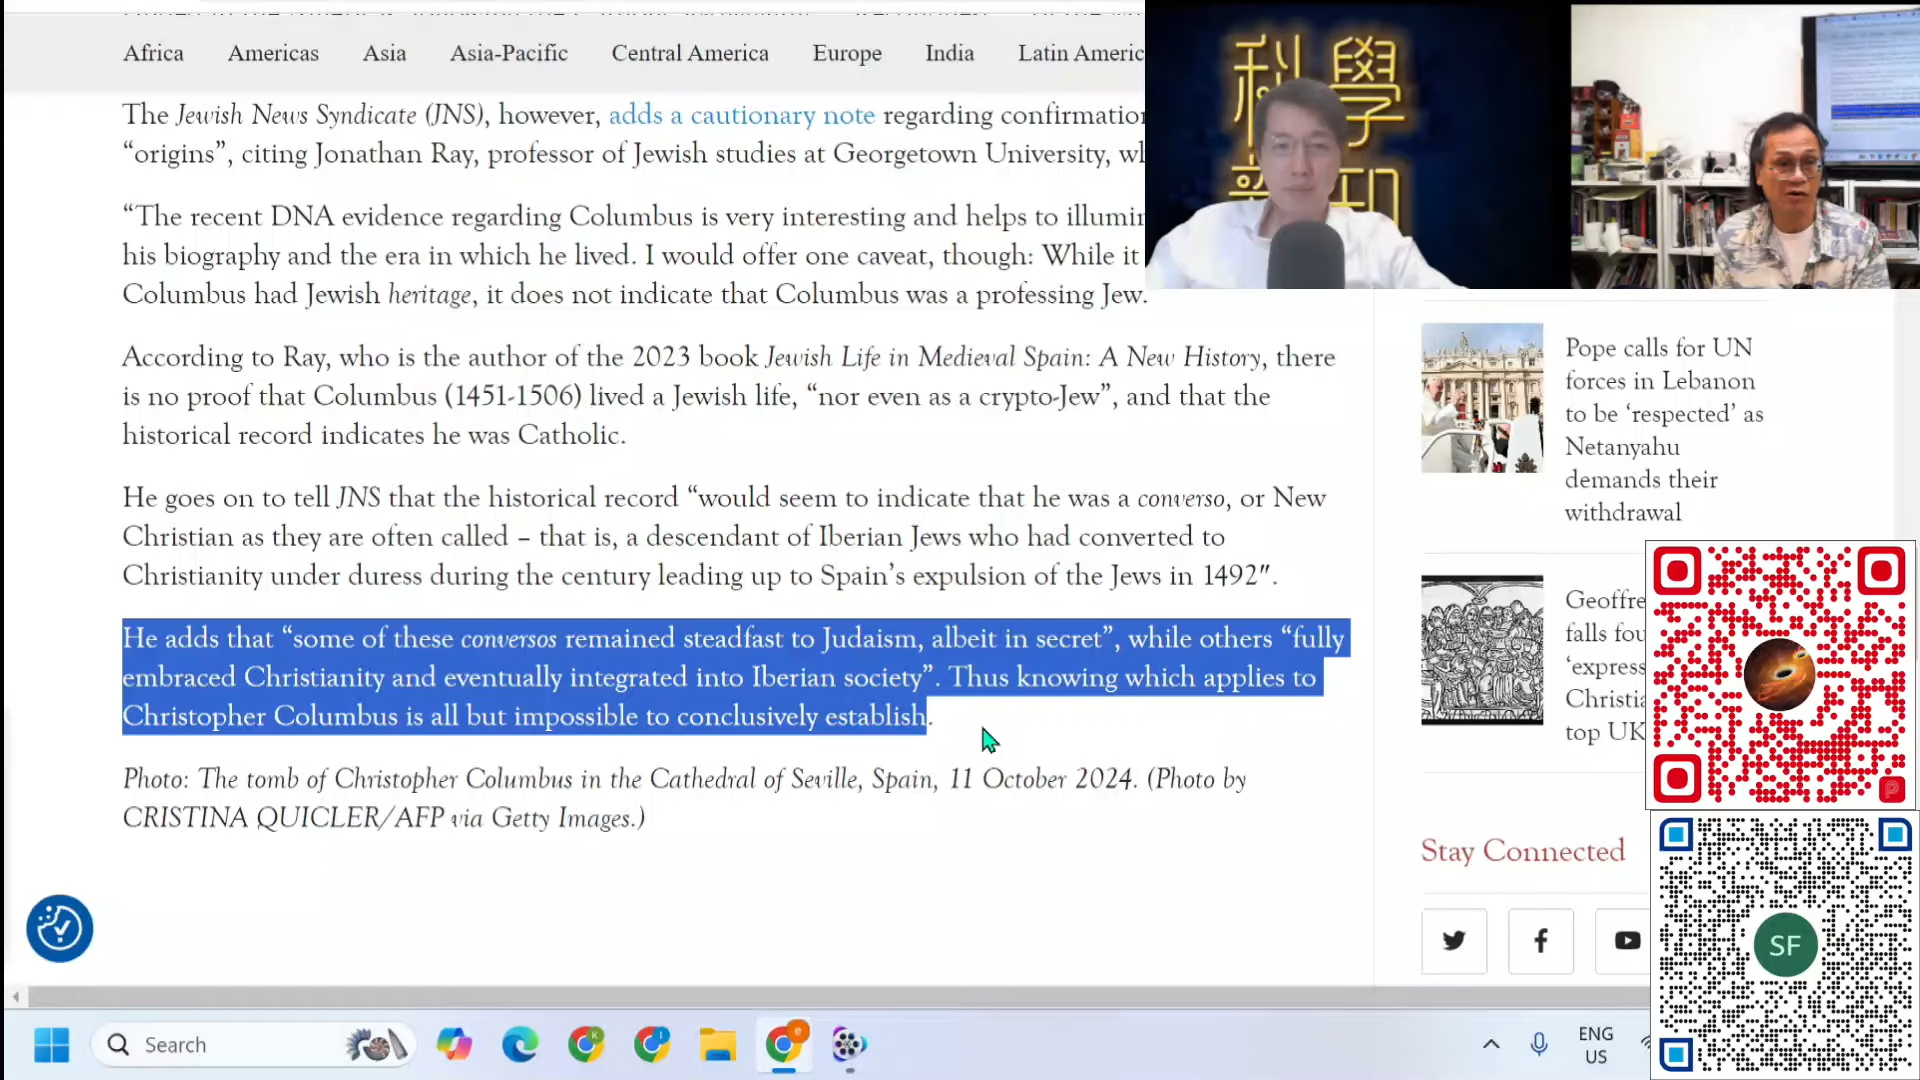 Africa
Americas
Asia
Asia-Pacific
Central America
Europe
India
Latin Americ
The Jewish News Syndicate (JNS), however, adds a cautionary note regarding confirmation
“origins”, citing Jonathan Ray, professor of Jewish studies at Georgetown University, wh
“The recent DNA evidence regarding Columbus is very interesting and helps to illumin
his biography and the era in which he lived. I would offer one caveat, though: While it
Columbus had Jewish heritage, it does not indicate that Columbus was a professing Jew.
According to Ray, who is the author of the 2023 book Jewish Life in Medieval Spain: A New History, there
is no proof that Columbus (1451-1506) lived a Jewish life, “nor even as a crypto-Jew”, and that the
historical record indicates he was Catholic.
He goes on to tell JNS that the historical record “would seem to indicate that he was a converso, or New
Christian as they are often called – that is, a descendant of Iberian Jews who had converted to
Christianity under duress during the century leading up to Spain’s expulsion of the Jews in 1492″.
He adds that “some of these conversos remained steadfast to Judaism, albeit in secret”, while others “fully
embraced Christianity and eventually integrated into Iberian society”. Thus knowing which applies to
Christopher Columbus is all but impossible to conclusively establish.
Photo: The tomb of Christopher Columbus in the Cathedral of Seville, Spain, 11 October 2024. (Photo by
CRISTINA QUICLER/AFP via Getty Images.)
科學
新知
Pope calls for UN
forces in Lebanon
to be ‘respected’ as
Netanyahu
demands their
withdrawal
Geoffre
falls fou
‘express
Christia
top UK
Stay Connected
SF
Search
ENG
US